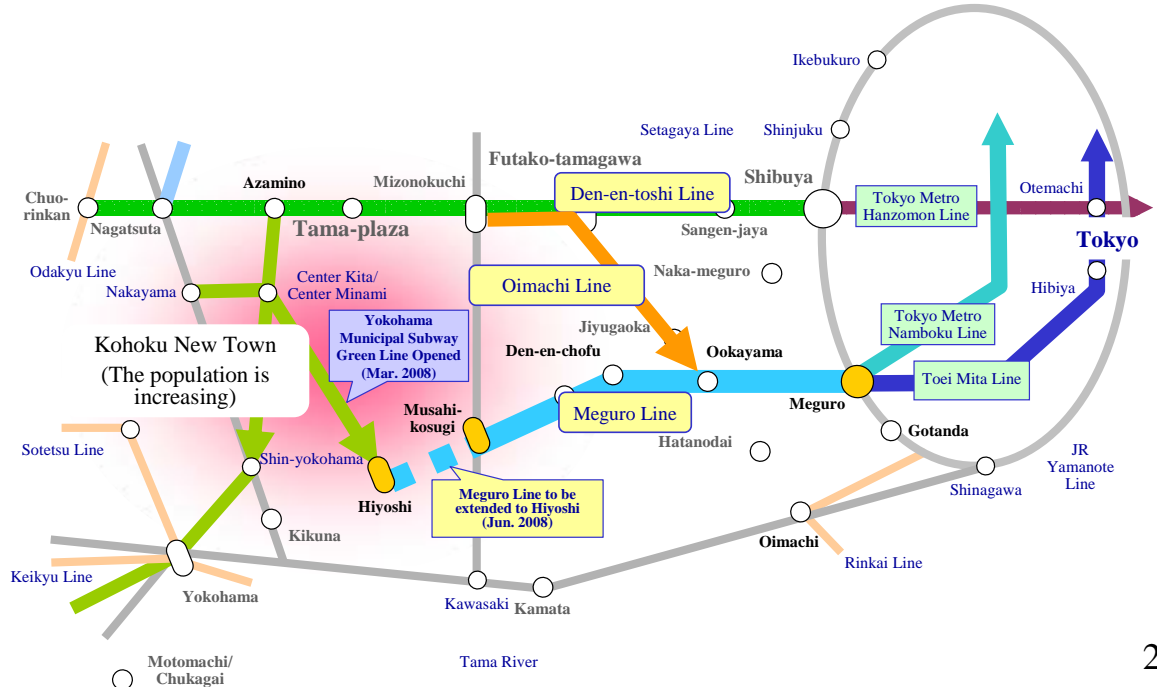 Ikebukuro
Setagaya Line
Shinjuku
Futako-tamagawa
Mizonokuchi
Azamino
Den-en-toshi Line
Shibuya
Chuo-
rinkan
Nagatsuta
Tama-plaza
Sangen-jaya
Tokyo Metro
Hanzomon Line
Otemachi
Tokyo
Odakyu Line
Nakayama
Center Kita/
Center Minami
Oimachi Line
Naka-meguro
Hibiya
Tokyo Metro
Namboku Line
Yokohama
Municipal Subway
Green Line Opened
(Mar. 2008)
Jiyugaoka
Den-en-chofu
Ookayama
Kohoku New Town
(The population is
increasing)
Toei Mita Line
Meguro
Meguro Line
Musahi-
kosugi
Gotanda
Hatanodai
Sotetsu Line
Shin-yokohama
JR
Yamanote
Line
Shinagawa
Hiyoshi
Meguro Line to be
extended to Hiyoshi
(Jun. 2008)
Kikuna
Oimachi
Rinkai Line
Keikyu Line
Yokohama
Kawasaki
Kamata
Motomachi/
Chukagai
Tama River
2